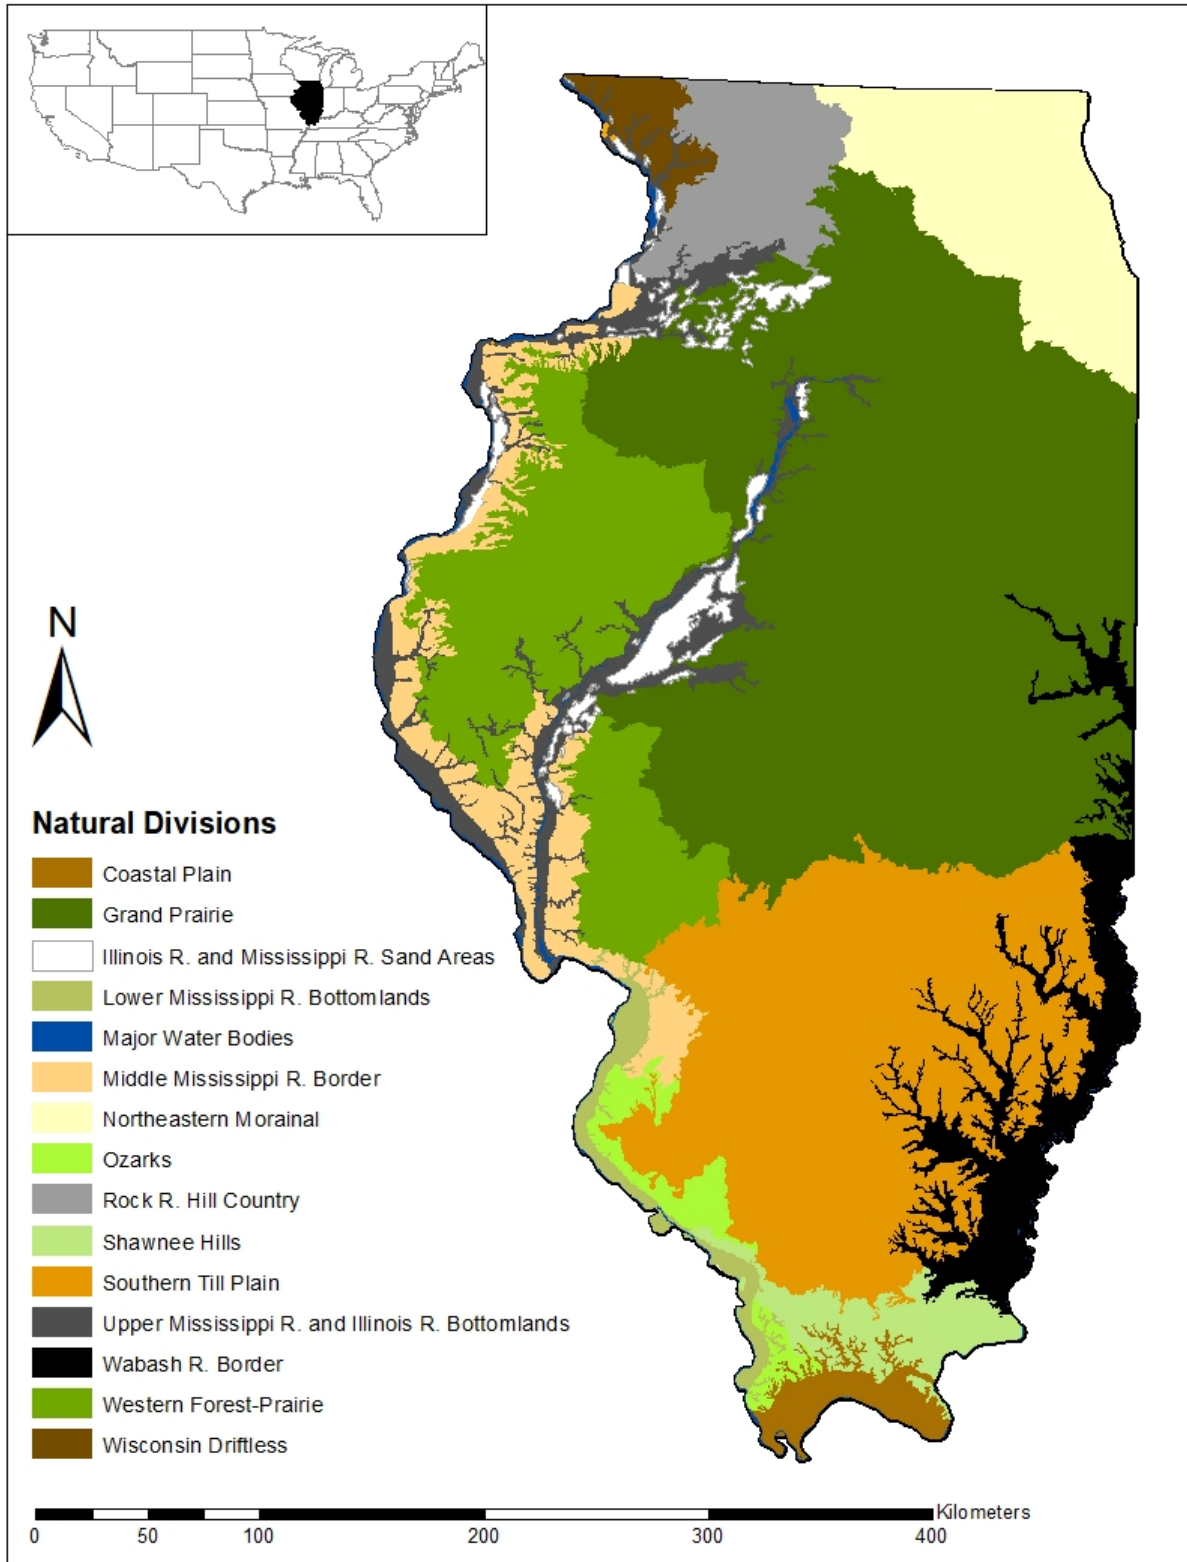 N
Natural Divisions
Coastal Plain
Grand Prairie
Illinois R. and Mississippi R. Sand Areas
Lower Mississippi R. Bottomlands
Major Water Bodies
Middle Mississippi R. Border
Northeastern Morainal
Ozarks
Rock R. Hill Country
Shawnee Hills
Southern Till Plain
Upper Mississippi R. and Illinois R. Bottomlands
Wabash R. Border
Western Forest-Prairie
Wisconsin Driftless
Kilometers
0 50 100 200 300 400